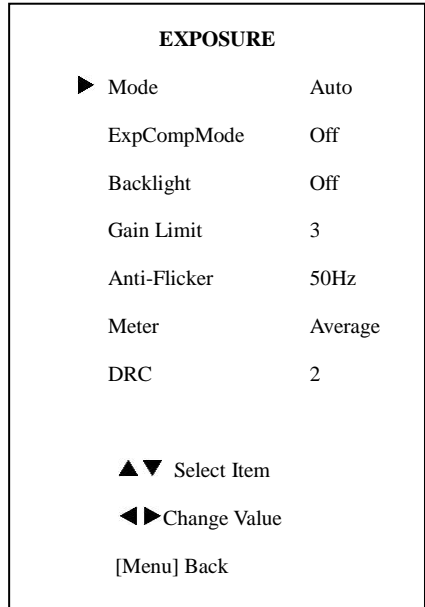 EXPOSURE
▶ Mode Auto
ExpCompMode Off
Backlight Off
Gain Limit 3
Anti-Flicker 50Hz
Meter Average
DRC 2
▲▼ Select Item
◀▶Change Value
[Menu] Back